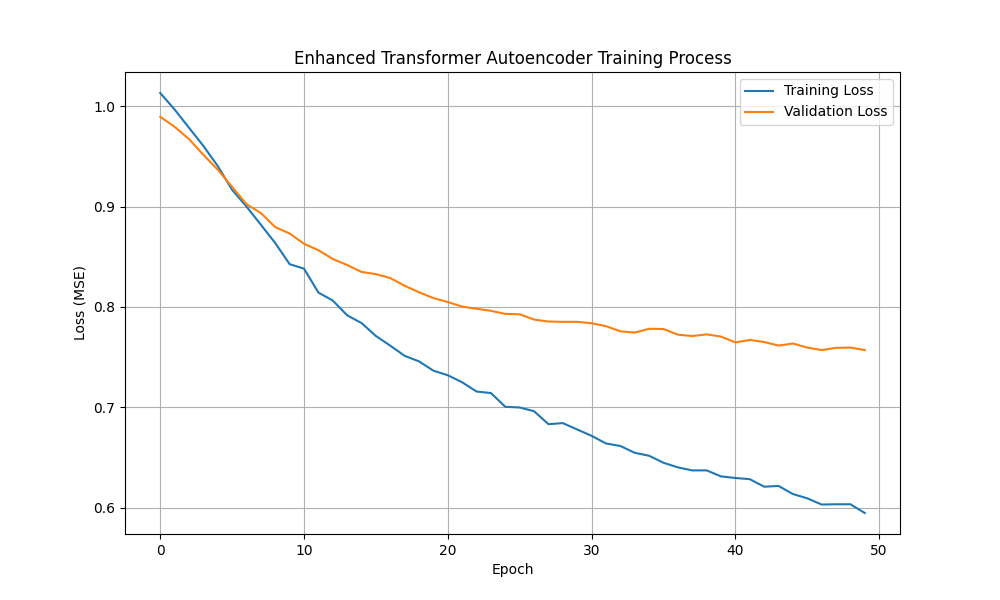 Enhanced Transformer Autoencoder Training Process
Training Loss
Validation Loss
1.0
0.9
0.8
0.7
0.6
Loss (MSE)
0
10
20
30
40
50
Epoch